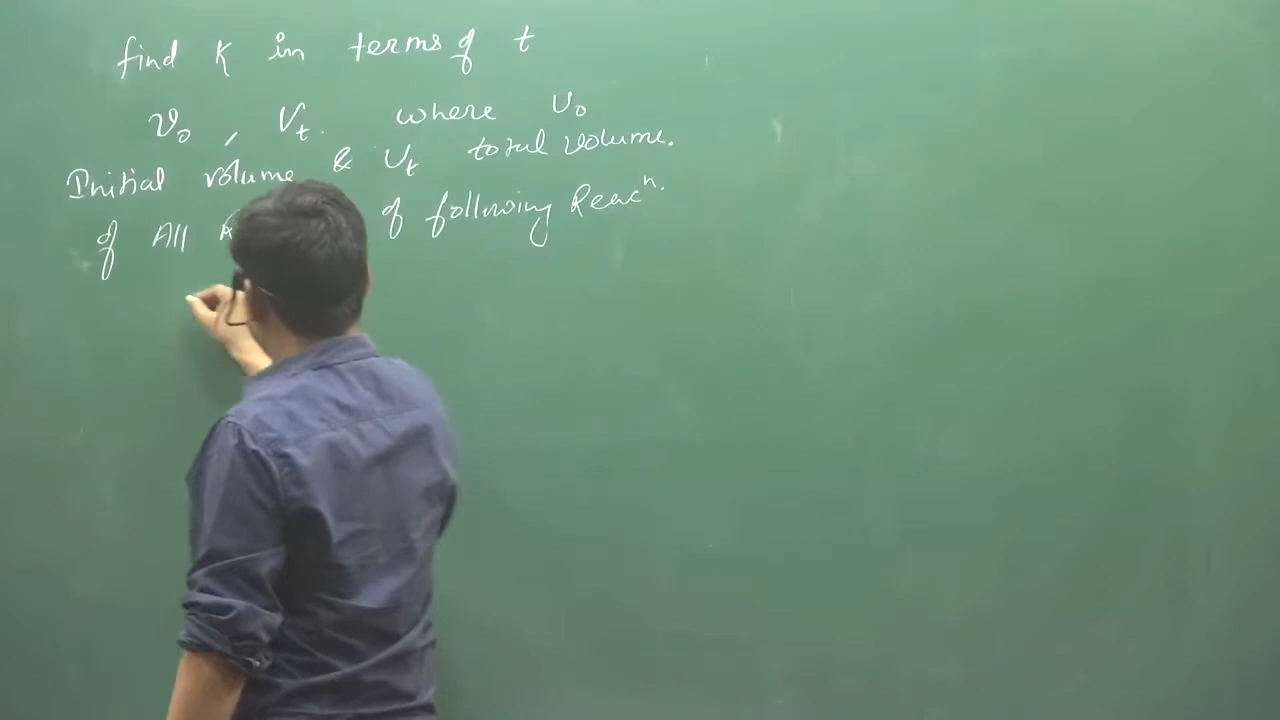 find K in terms of t
V₀, Vₜ. where V₀
Initial volume & Vₜ total volume.
of All of following Reacⁿ.